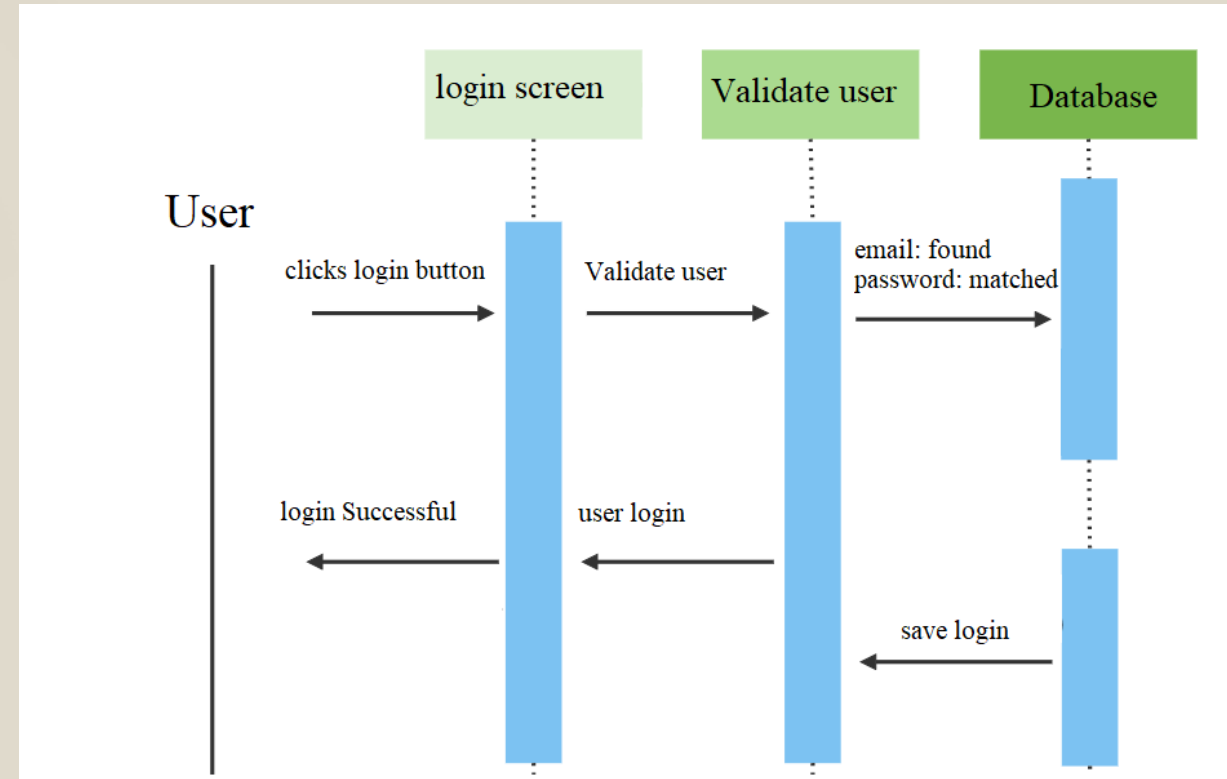 login screen
Validate user
Database
User
clicks login button
Validate user
email: found
password: matched
login Successful
user login
save login